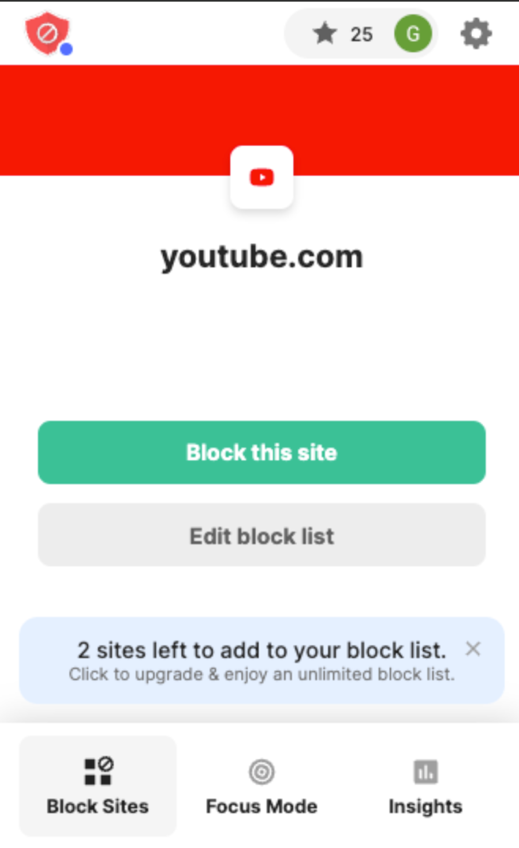 25
G
youtube.com
Block this site
Edit block list
2 sites left to add to your block list.
Click to upgrade & enjoy an unlimited block list.
Block Sites
Focus Mode
Insights